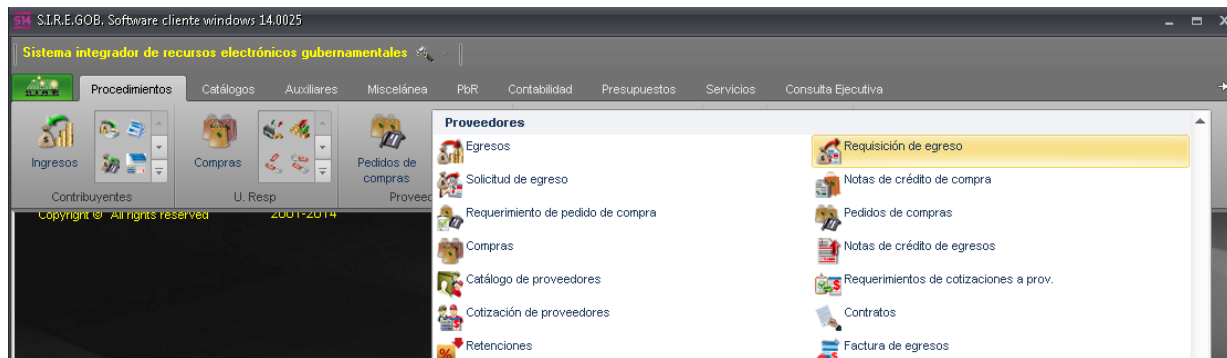 S14 S.I.R.E.GOB. Software cliente windows 14.0025
Sistema integrador de recursos electrónicos gubernamentales
Procedimientos Catálogos Auxiliares Miscelánea PbR Contabilidad Presupuestos Servicios Consulta Ejecutiva
Ingresos
Contribuyentes
Compras
U. Resp
Pedidos de
compras
Proveed
Copyright © All rights reserved 2001-2014
Proveedores
Egresos
Requisición de egreso
Solicitud de egreso
Notas de crédito de compra
Requerimiento de pedido de compra
Pedidos de compras
Compras
Notas de crédito de egresos
Catálogo de proveedores
Requerimientos de cotizaciones a prov.
Cotización de proveedores
Contratos
Retenciones
Factura de egresos